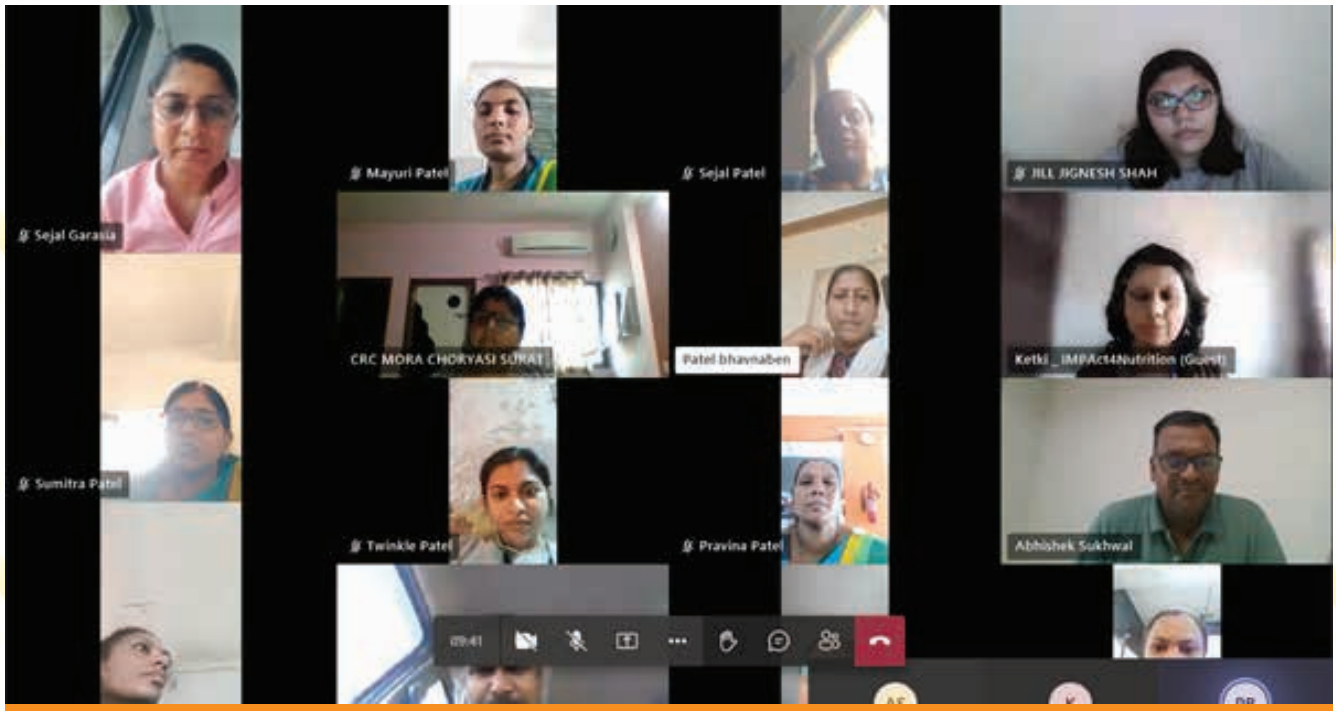 Mayuri Patel
Sejal Patel
JILL JIGNESH SHAH
Sejal Garasia
CRC MORA CHORYASI SURAT
Patel bhavnaben
Ketki _ IMPAct4Nutrition (Guest)
Sumitra Patel
Twinkle Patel
Pravina Patel
Abhishek Sukhwal
09:41
K